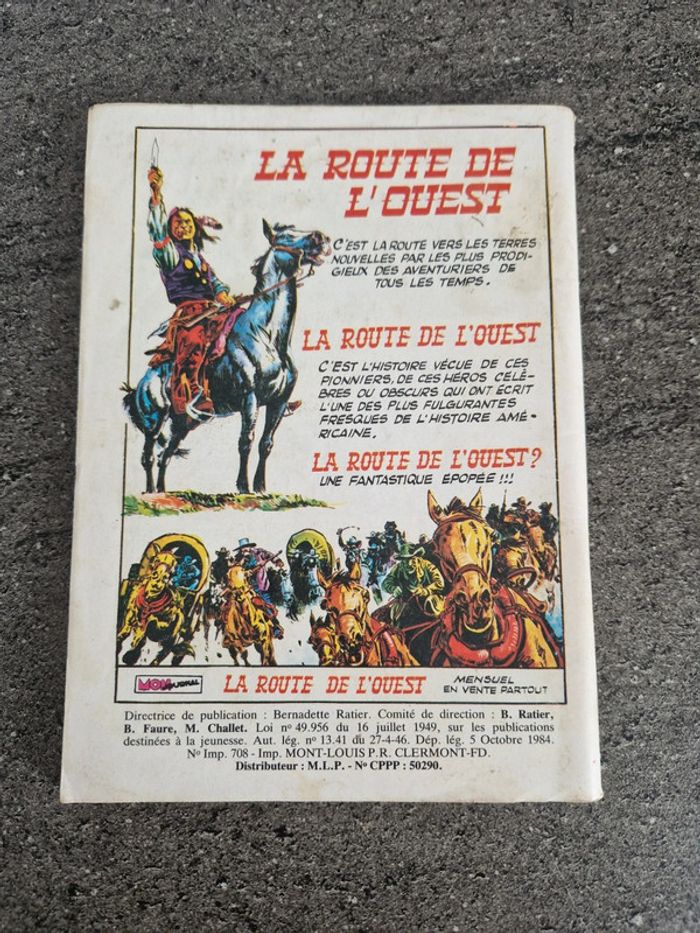 LA ROUTE DE
L'OUEST
C'EST LA ROUTE VERS LES TERRES
NOUVELLES PAR LES PLUS PRODI-
GIEUX DES AVENTURIERS DE
TOUS LES TEMPS.
LA ROUTE DE L'OUEST
C'EST L'HISTOIRE VÉCUE DE CES
PIONNIERS, DE CES HÉROS CÉLÈ-
BRES OU OBSCURS QUI ONT ÉCRIT
L'UNE DES PLUS FULGURANTES
FRESQUES DE L'HISTOIRE AMÉ-
RICAINE.
LA ROUTE DE L'OUEST?
UNE FANTASTIQUE ÉPOPÉE!!!
MON JOURNAL
LA ROUTE DE L'OUEST
MENSUEL
EN VENTE PARTOUT
Directrice de publication : Bernadette Ratier. Comité de direction : B. Ratier,
B. Faure, M. Challet. Loi nº 49.956 du 16 juillet 1949, sur les publications
destinées à la jeunesse. Aut. lég. nº 13.41 du 27-4-46. Dép. lég. 5 Octobre 1984.
Nº Imp. 708 - Imp. MONT-LOUIS P.R. CLERMONT-FD.
Distributeur : M.L.P. - Nº CPPP : 50290.